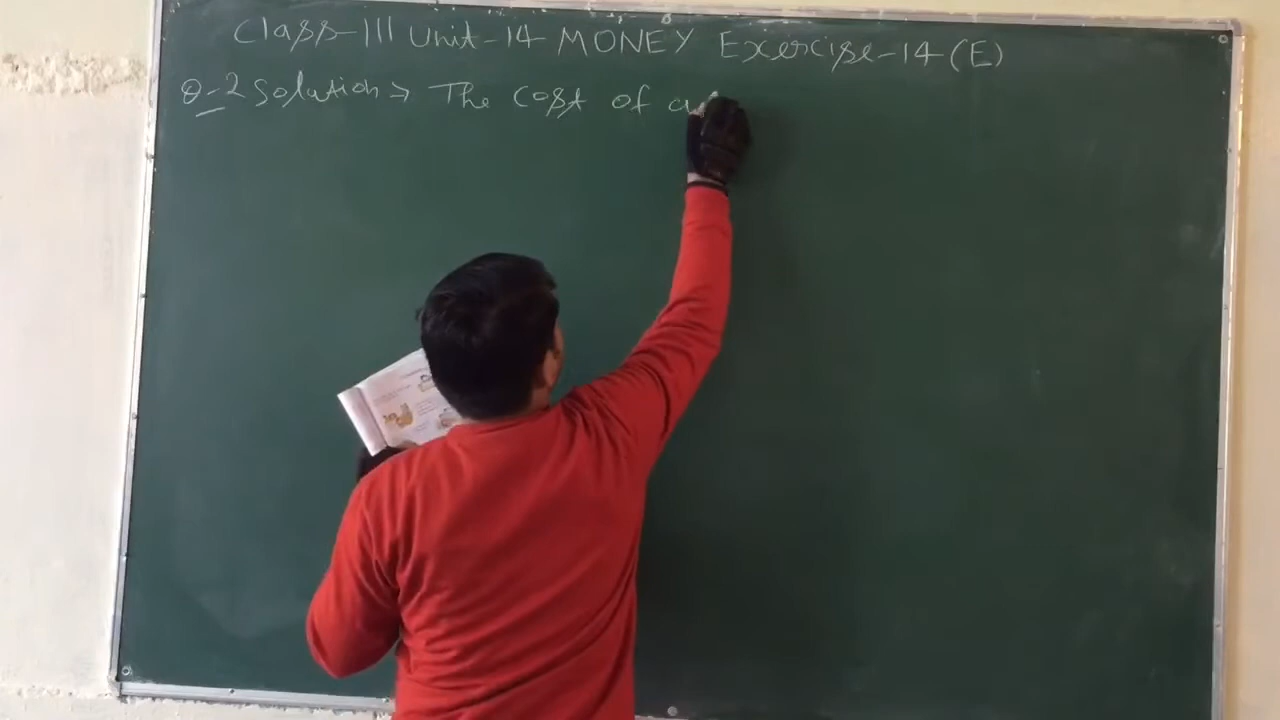 Class-III Unit-14 MONEY Exercise-14(E)
Q-2 Solution→ The Cost of a